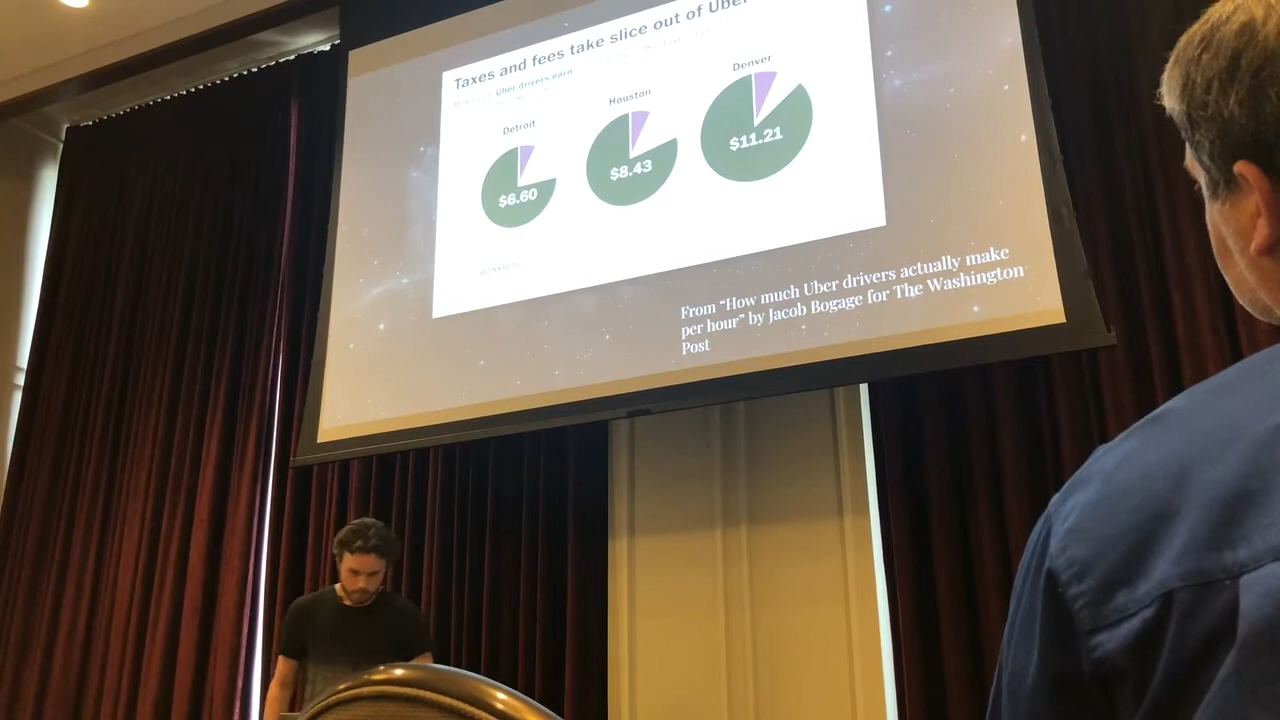 Taxes and fees take slice out of Uber
Uber drivers earn
Detroit
Houston
Denver
$6.60
$8.43
$11.21
WONKBLOG
From “How much Uber drivers actually make
per hour” by Jacob Bogage for The Washington
Post